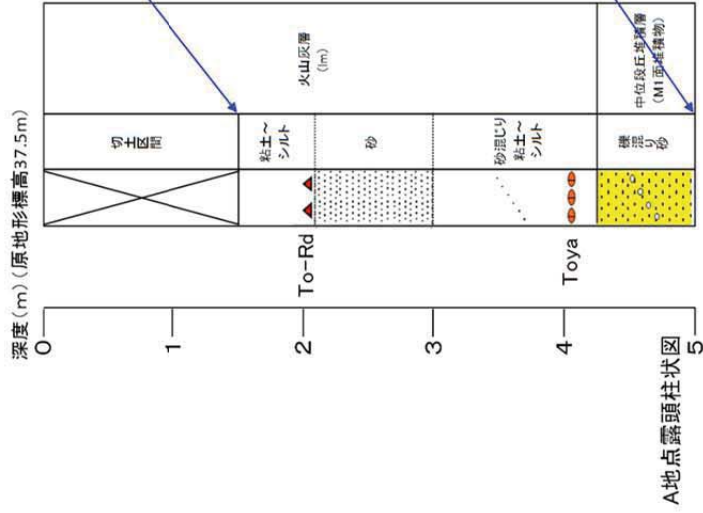 深度(m)(原地形標高37.5m)
0
1
2
3
4
5
To-Rd
Toya
切土区間
粘土～
シルト
砂
砂混じり
粘土～
シルト
礫混り砂
火山灰層
(lm)
中位段丘堆積層
(M1面堆積物)
A地点露頭柱状図